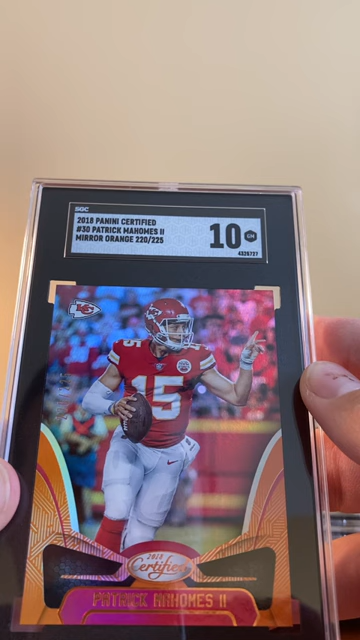 SGC
2018 PANINI CERTIFIED
#30 PATRICK MAHOMES II
MIRROR ORANGE 220/225
10 GM
4335727
15
2018
Certified
PATRICK MAHOMES II